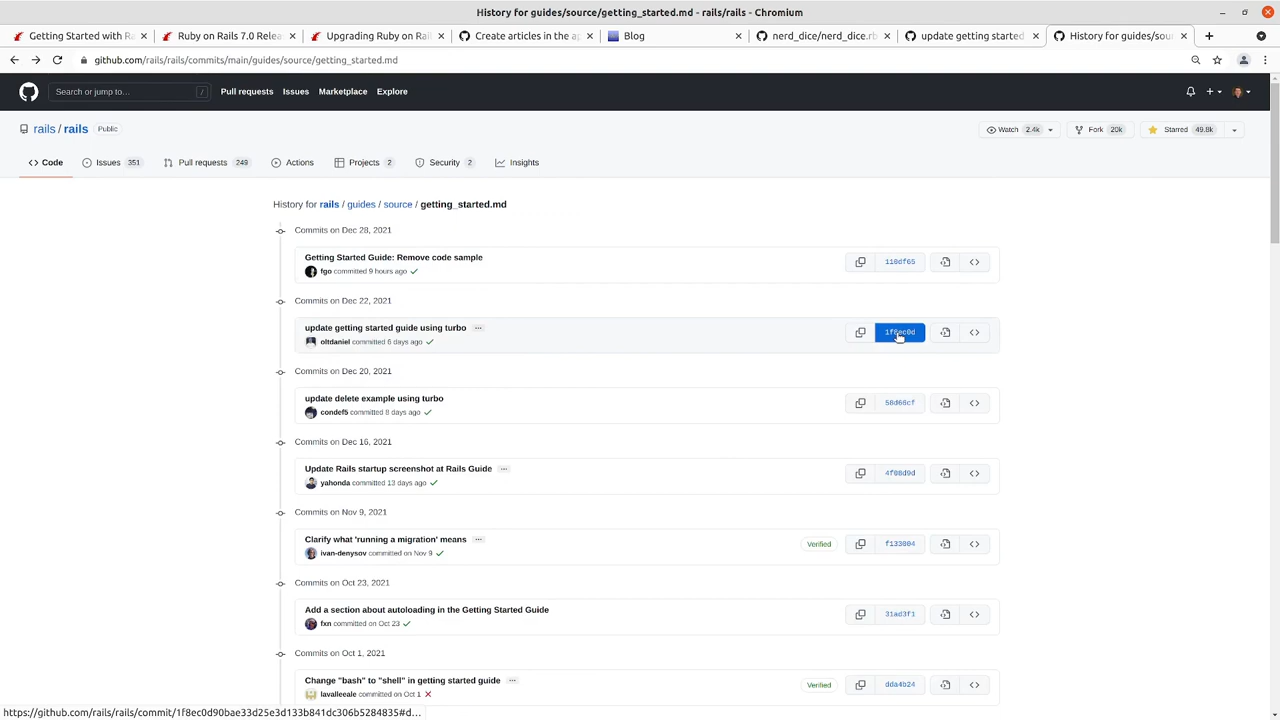 History for guides/source/getting_started.md - rails/rails - Chromium
Getting Started with Ra
Ruby on Rails 7.0 Relea
Upgrading Ruby on Rail
Create articles in the ap
Blog
nerd_dice/nerd_dice.rb
update getting started
History for guides/sou
github.com/rails/rails/commits/main/guides/source/getting_started.md
Search or jump to… /
Pull requests Issues Marketplace Explore
rails / rails Public
Watch 2.4k Fork 20k Starred 49.8k
Code Issues 351 Pull requests 249 Actions Projects 2 Security 2 Insights
History for rails / guides / source / getting_started.md
Commits on Dec 28, 2021
Getting Started Guide: Remove code sample
fgo committed 9 hours ago 110df65
Commits on Dec 22, 2021
update getting started guide using turbo …
oltdaniel committed 6 days ago 1f8ec0d
Commits on Dec 20, 2021
update delete example using turbo
condef5 committed 8 days ago
Commits on Dec 16, 2021
Update Rails startup screenshot at Rails Guide …
yahonda committed 13 days ago 4f08d9d
Commits on Nov 9, 2021
Clarify what 'running a migration' means …
ivan-denysov committed on Nov 9 Verified f133004
Commits on Oct 23, 2021
Add a section about autoloading in the Getting Started Guide
fxn committed on Oct 23 31ad3f1
Commits on Oct 1, 2021
Change "bash" to "shell" in getting started guide …
lavalleeale committed on Oct 1 Verified dda4b24
https://github.com/rails/rails/commit/1f8ec0d90bae33d25e3d133b841dc306b5284835#d…